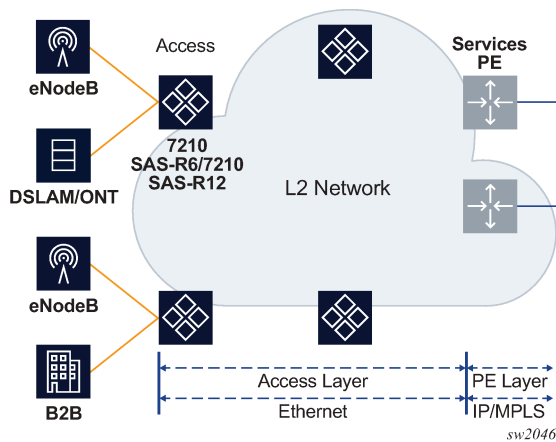 Access
Services
PE
eNodeB
7210
SAS-R6/7210
SAS-R12
DSLAM/ONT
L2 Network
eNodeB
B2B
Access Layer
PE Layer
Ethernet
IP/MPLS
sw2046